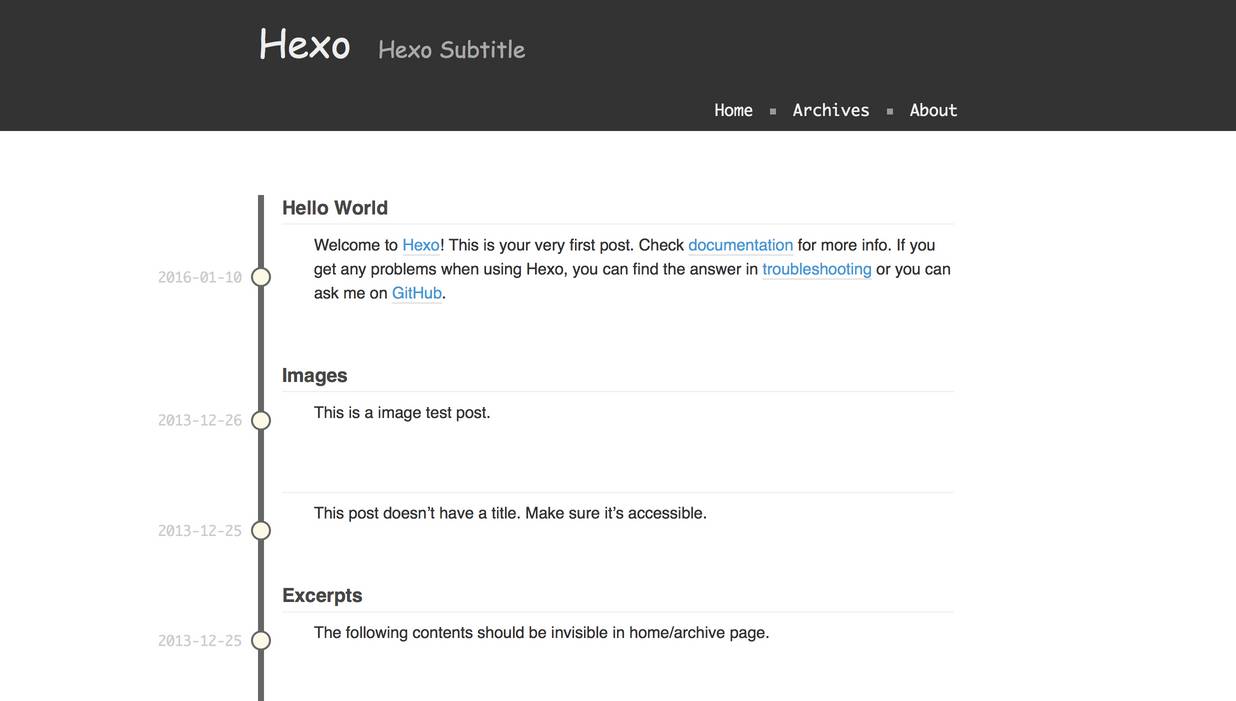 Hexo Hexo Subtitle
Home Archives About
Hello World
Welcome to Hexo! This is your very first post. Check documentation for more info. If you
get any problems when using Hexo, you can find the answer in troubleshooting or you can
2016-01-10
ask me on GitHub.
Images
This is a image test post.
2013-12-26
This post doesn’t have a title. Make sure it’s accessible.
2013-12-25
Excerpts
The following contents should be invisible in home/archive page.
2013-12-25